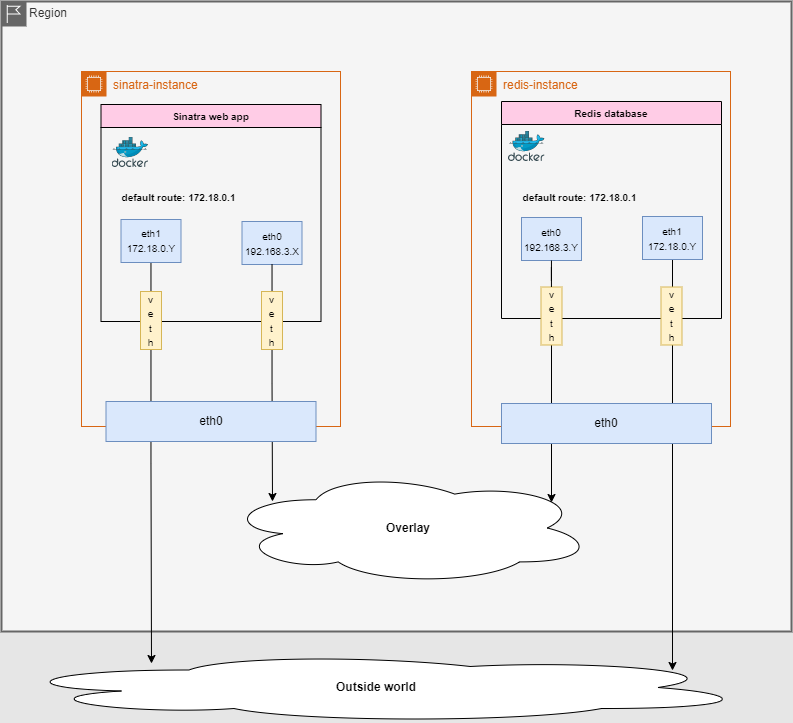 Region
sinatra-instance
redis-instance
Sinatra web app
Redis database
docker
docker
default route: 172.18.0.1
default route: 172.18.0.1
eth1
172.18.0.Y
eth0
192.168.3.X
eth0
192.168.3.Y
eth1
172.18.0.Y
v
e
t
h
v
e
t
h
v
e
t
h
v
e
t
h
eth0
eth0
Overlay
Outside world